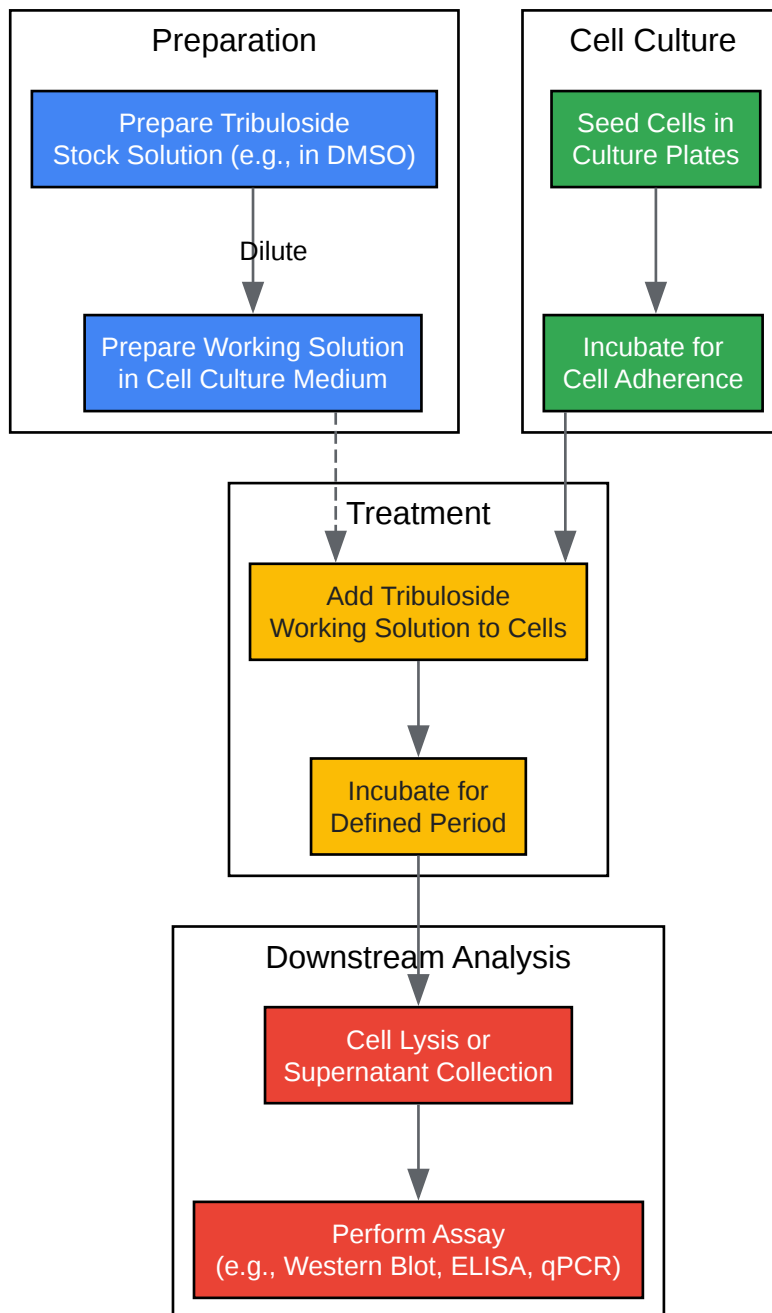 Preparation
Prepare Tribuloside
Stock Solution (e.g., in DMSO)
Dilute
Prepare Working Solution
in Cell Culture Medium
Cell Culture
Seed Cells in
Culture Plates
Incubate for
Cell Adherence
Treatment
Add Tribuloside
Working Solution to Cells
Incubate for
Defined Period
Downstream Analysis
Cell Lysis or
Supernatant Collection
Perform Assay
(e.g., Western Blot, ELISA, qPCR)